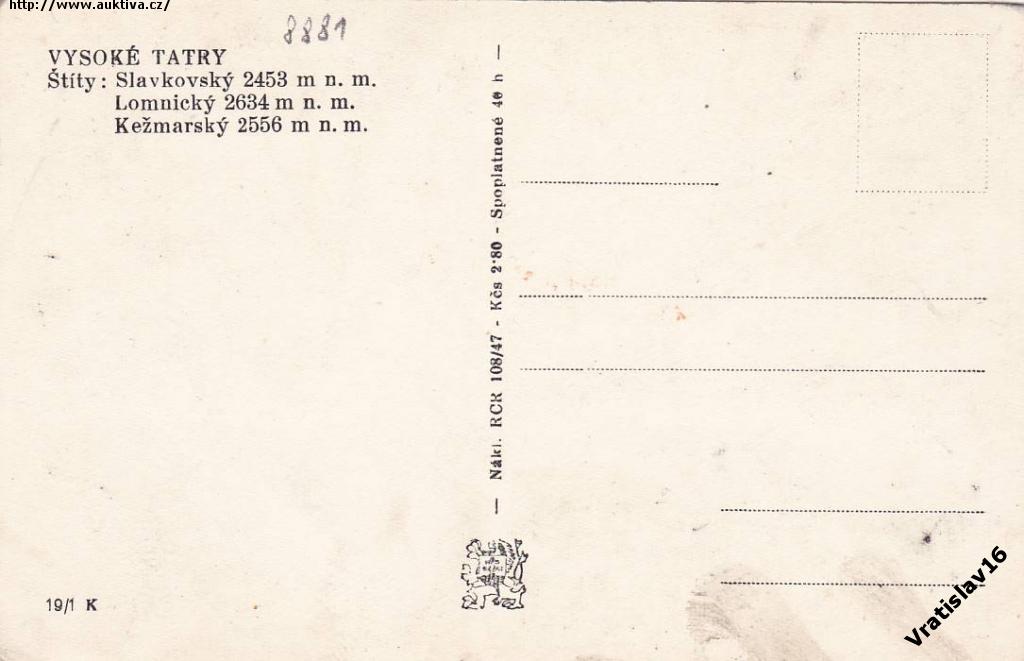 http://www.auktiva.cz/
8881
VYSOKÉ TATRY
Štíty: Slavkovský 2453 m n. m.
Lomnický 2634 m n. m.
Kežmarský 2556 m n. m.
— Nákl. RCR 108/47 - Kčs 2·80 - Spoplatnené 40 h —
19/1 K
Vratislav16